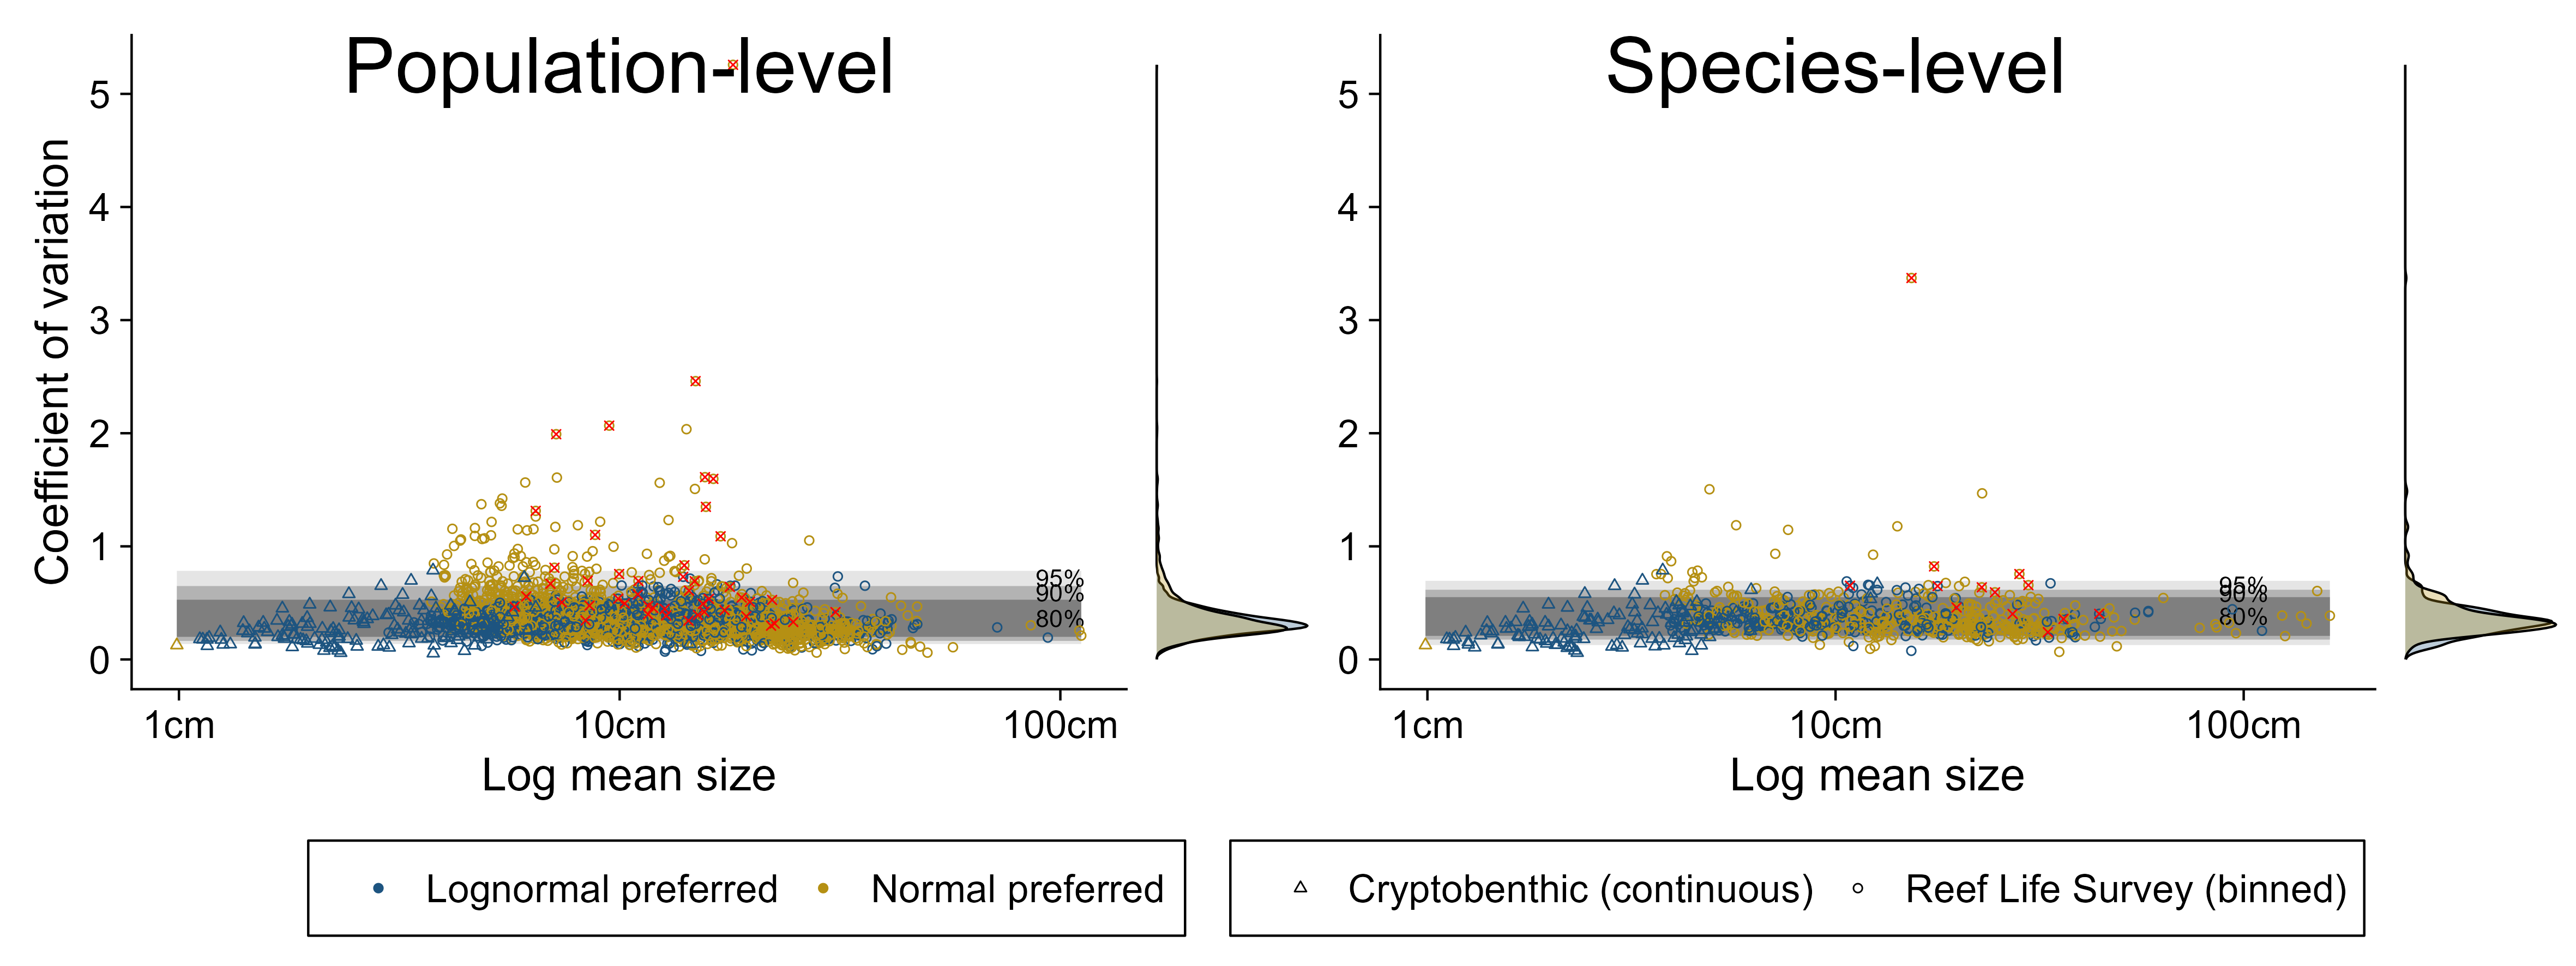 Population-level
Species-level
Coefficient of variation
5
4
3
2
1
0
95%
90%
80%
1cm
10cm
100cm
Log mean size
5
4
3
2
1
0
95%
90%
80%
1cm
10cm
100cm
Log mean size
Lognormal preferred
Normal preferred
Cryptobenthic (continuous)
Reef Life Survey (binned)